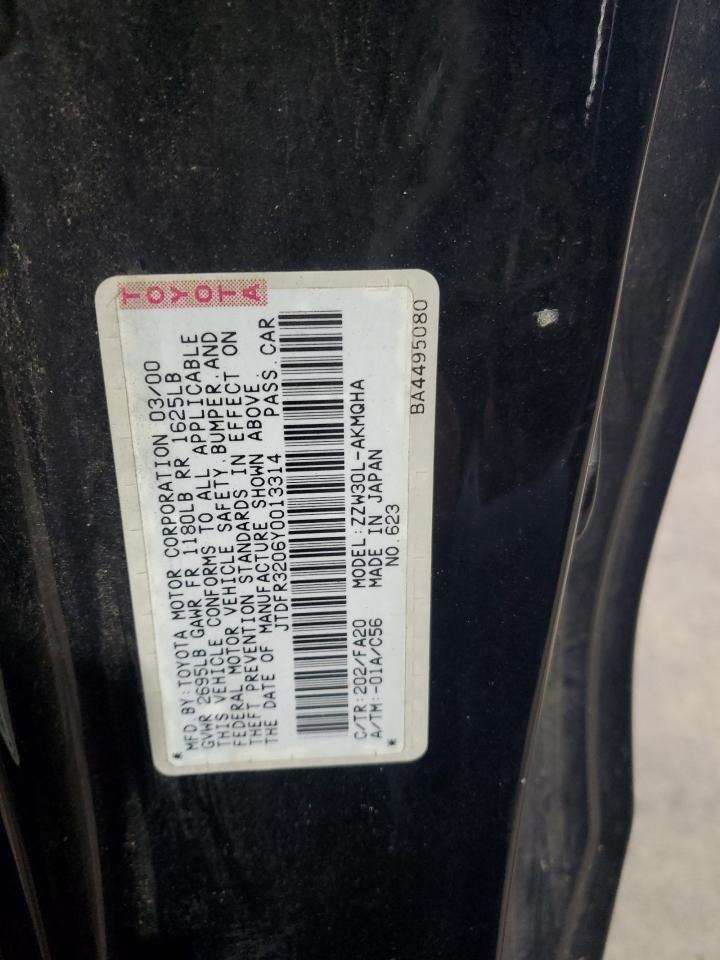 TOYOTA
* MFD. BY: TOYOTA MOTOR CORPORATION 03/00
GVWR 2695LB GAWR FR 1180LB RR 1625LB
THIS VEHICLE CONFORMS TO ALL APPLICABLE
FEDERAL MOTOR VEHICLE SAFETY, BUMPER, AND
THEFT PREVENTION STANDARDS IN EFFECT ON
THE DATE OF MANUFACTURE SHOWN ABOVE
JTDFR3206Y0013314 PASS. CAR
C/TR: 202/FA20 MODEL: ZZW30L-AKMQHA
A/TM: -01A/C56 MADE IN JAPAN
* NO. 623
BA4495080